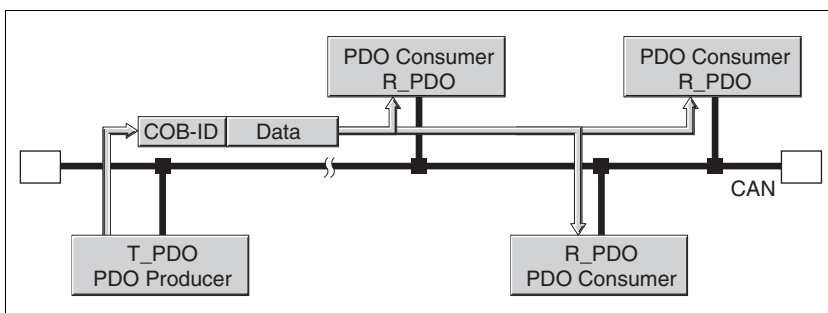 PDO Consumer
R_PDO
PDO Consumer
R_PDO
COB-ID Data
CAN
T_PDO
PDO Producer
R_PDO
PDO Consumer